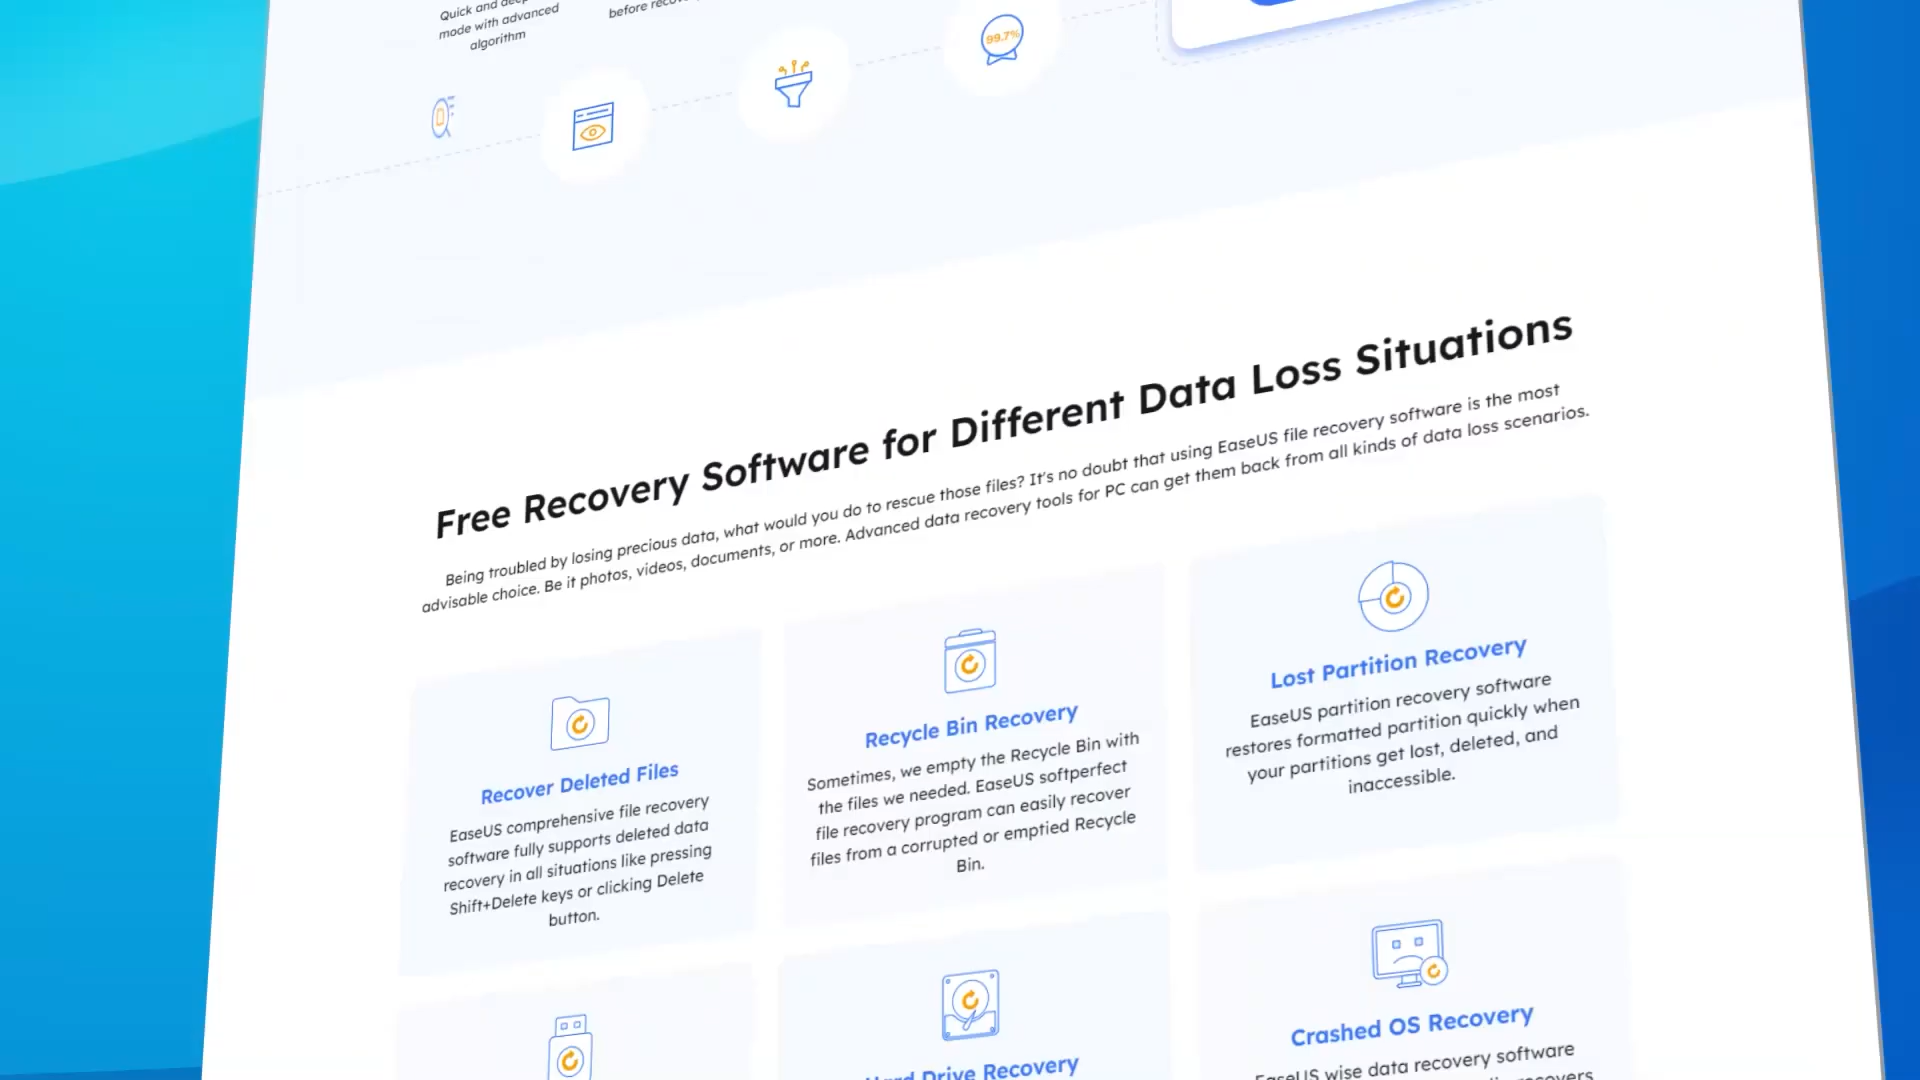 Quick and deep
mode with advanced
algorithm
before
99.7%
Free Recovery Software for Different Data Loss Situations
Being troubled by losing precious data, what would you do to rescue those files? It's no doubt that using EaseUS file recovery software is the most
advisable choice. Be it photos, videos, documents, or more. Advanced data recovery tools for PC can get them back from all kinds of data loss scenarios.
Recover Deleted Files
EaseUS comprehensive file recovery
software fully supports deleted data
recovery in all situations like pressing
Shift+Delete keys or clicking Delete
button.
Recycle Bin Recovery
Sometimes, we empty the Recycle Bin with
the files we needed. EaseUS softperfect
file recovery program can easily recover
files from a corrupted or emptied Recycle
Bin.
Lost Partition Recovery
EaseUS partition recovery software
restores formatted partition quickly when
your partitions get lost, deleted, and
inaccessible.
Hard Drive Recovery
Crashed OS Recovery
EaseUS wise data recovery software
recovers